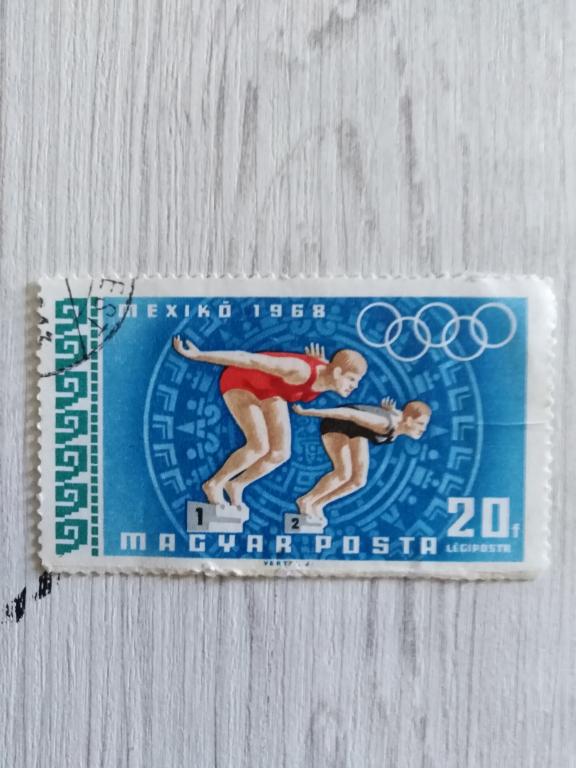 MEXIKÓ 1968
1
2
20f
MAGYAR POSTA
LÉGIPOSTA